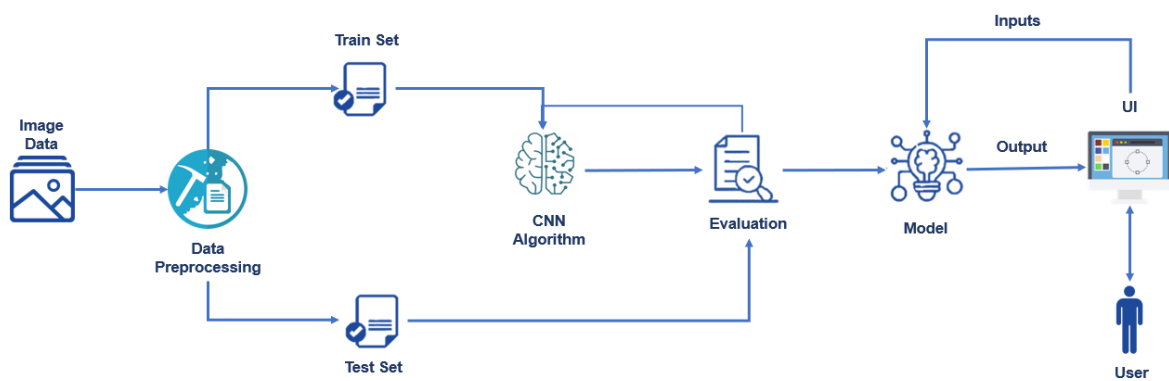 Inputs
Train Set
UI
Image
Data
Output
CNN
Algorithm
Evaluation
Model
Data
Preprocessing
Test Set
User